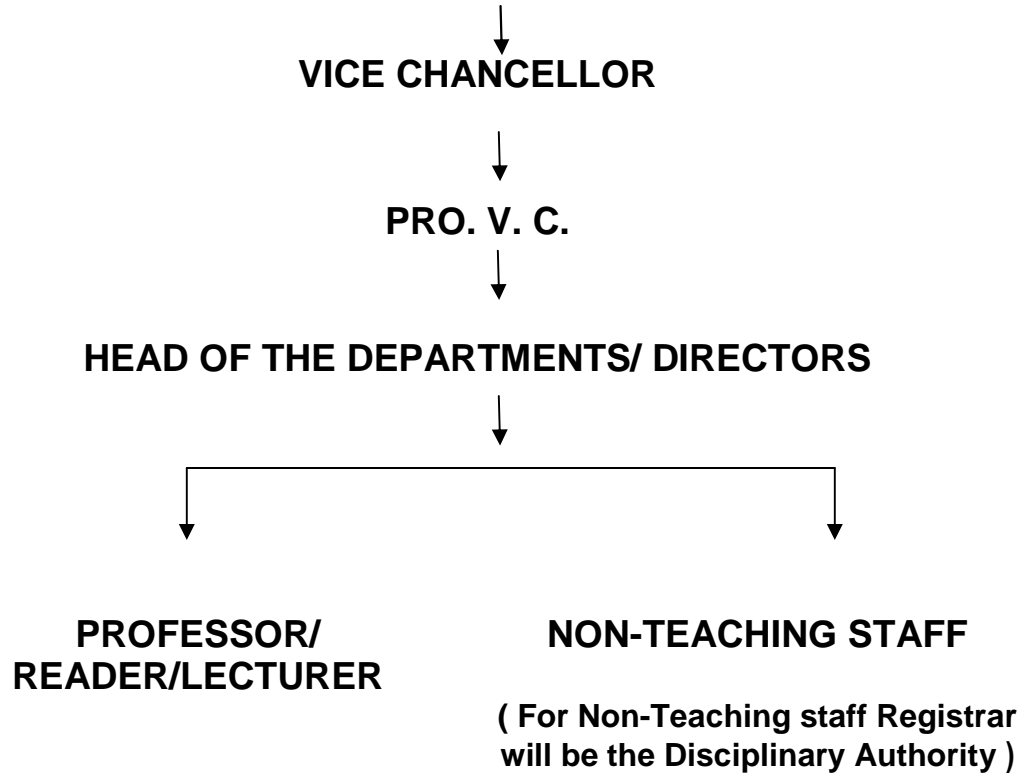 VICE CHANCELLOR
PRO. V. C.
HEAD OF THE DEPARTMENTS/ DIRECTORS
PROFESSOR/
READER/LECTURER
NON-TEACHING STAFF
( For Non-Teaching staff Registrar
will be the Disciplinary Authority )